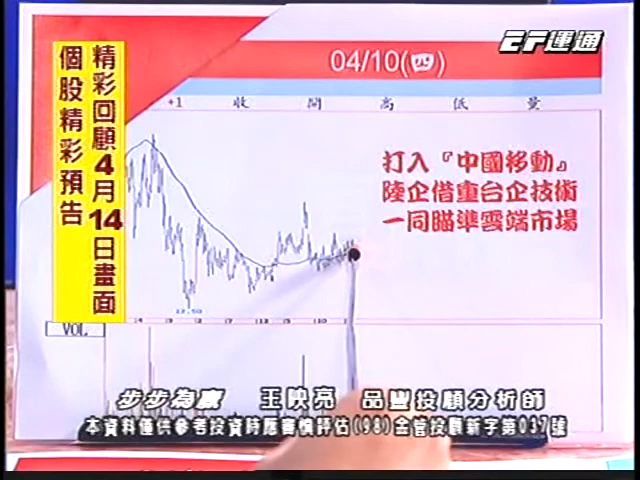 ET運通
04/10(四)
精彩回顧4月14日畫面
個股精彩預告
+1 收 開 高 低 量
打入『中國移動』
陸企借重台企技術
一同瞄準雲端市場
VOL
步步為贏 王映亮 品豐投顧分析師
本資料僅供參考投資時應審慎評估(98)金管投顧新字第037號